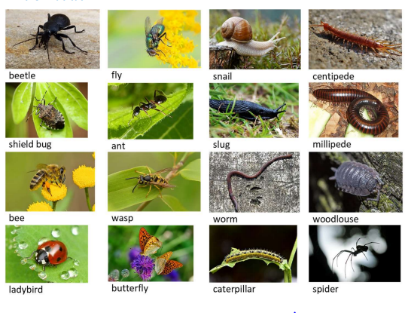 beetle
fly
snail
centipede
shield bug
ant
slug
millipede
bee
wasp
worm
woodlouse
ladybird
butterfly
caterpillar
spider